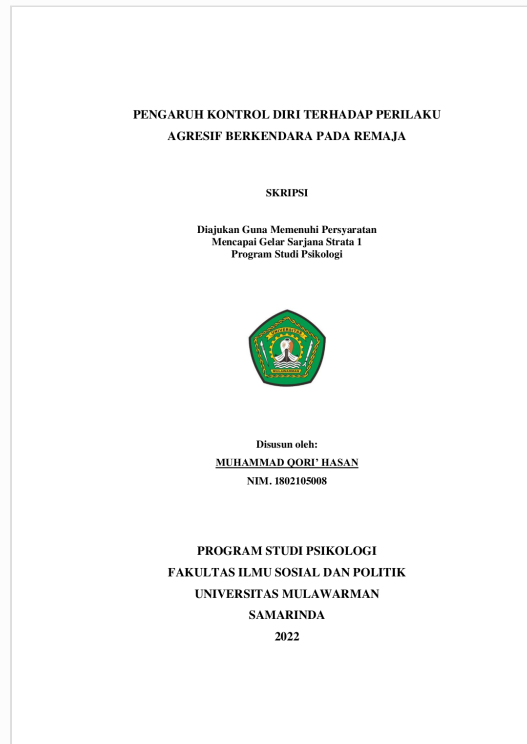 PENGARUH KONTROL DIRI TERHADAP PERILAKU
AGRESIF BERKENDARA PADA REMAJA
SKRIPSI
Diajukan Guna Memenuhi Persyaratan
Mencapai Gelar Sarjana Strata 1
Program Studi Psikologi
UNIVERSITAS
MULAWARMAN
Disusun oleh:
MUHAMMAD QORI’ HASAN
NIM. 1802105008
PROGRAM STUDI PSIKOLOGI
FAKULTAS ILMU SOSIAL DAN POLITIK
UNIVERSITAS MULAWARMAN
SAMARINDA
2022